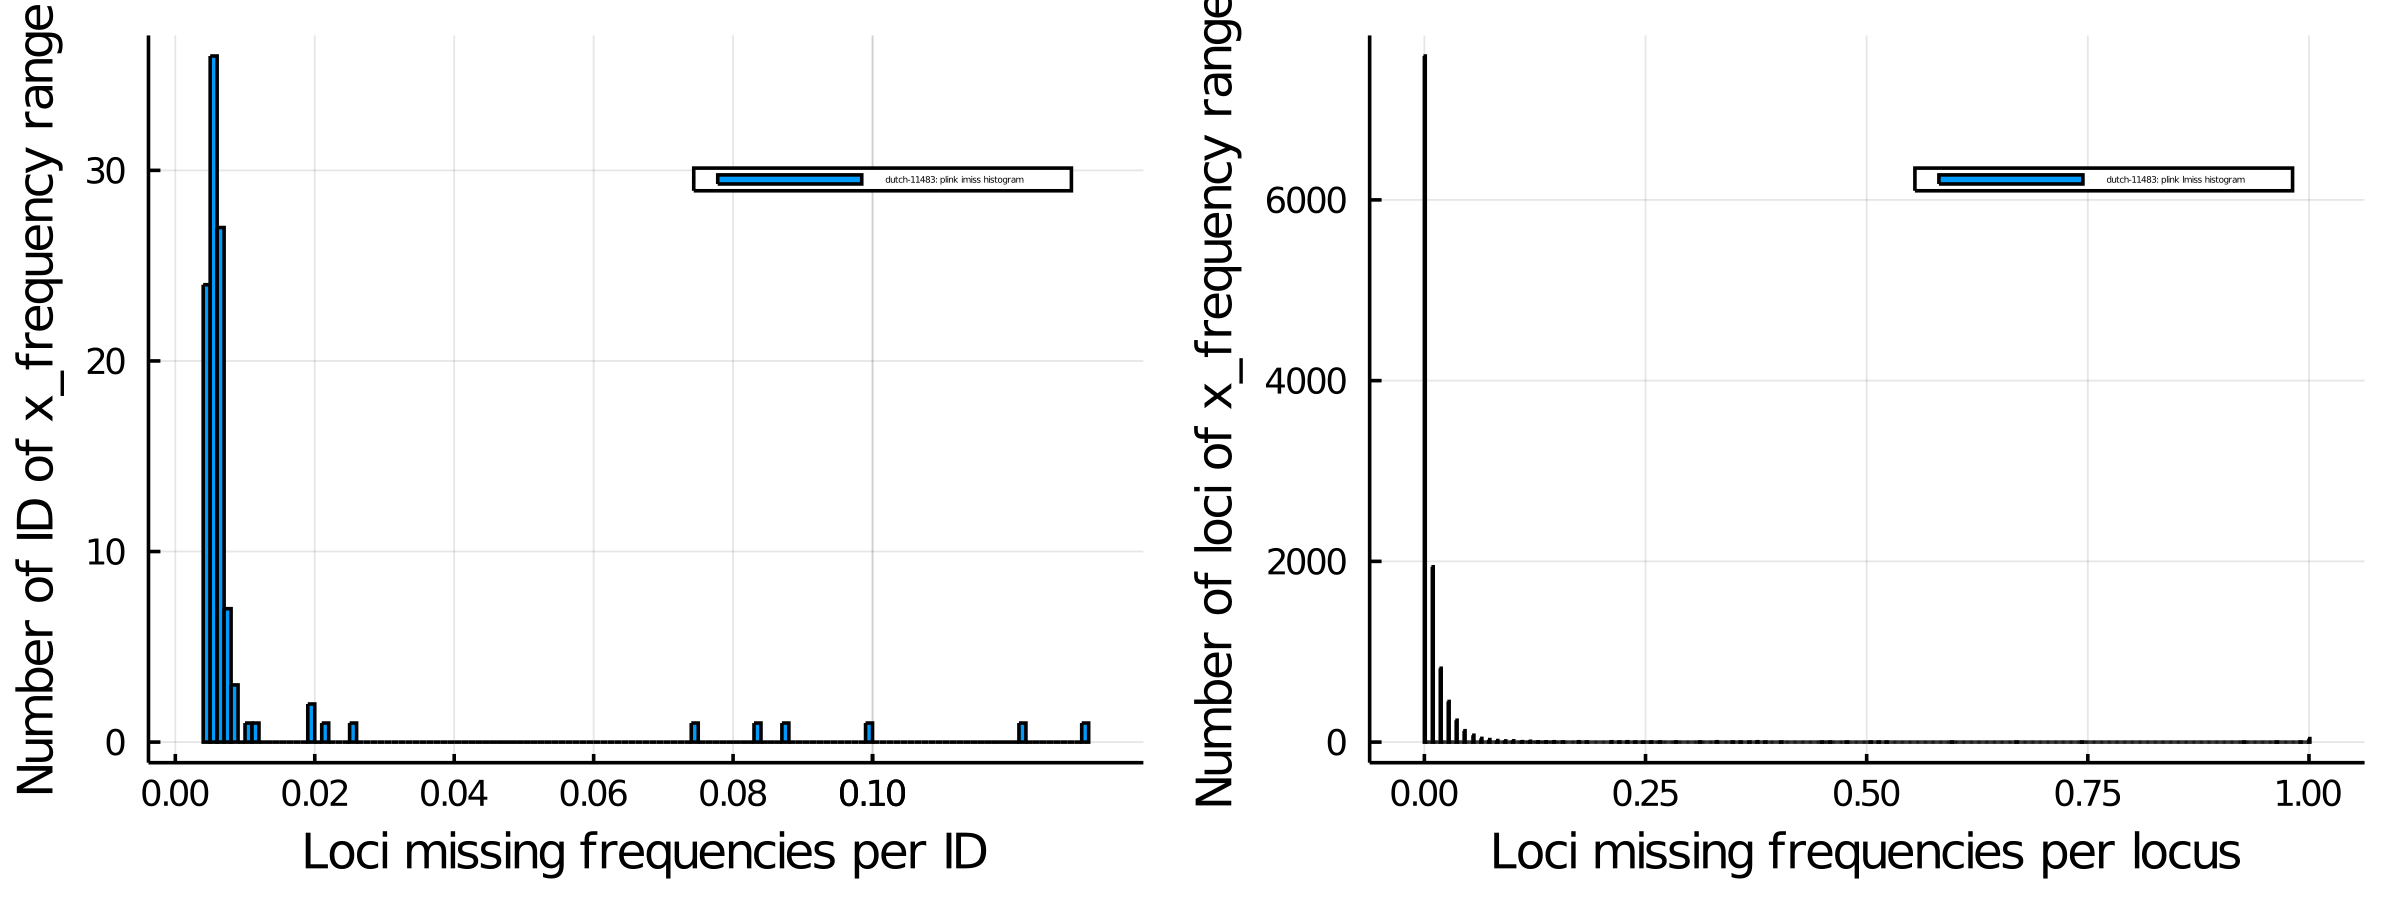 Number of ID of x_frequency range
30
20
10
0
dutch-11483: plink imiss histogram
0.00 0.02 0.04 0.06 0.08 0.10
Loci missing frequencies per ID
Number of loci of x_frequency range
6000
4000
2000
0
dutch-11483: plink lmiss histogram
0.00 0.25 0.50 0.75 1.00
Loci missing frequencies per locus